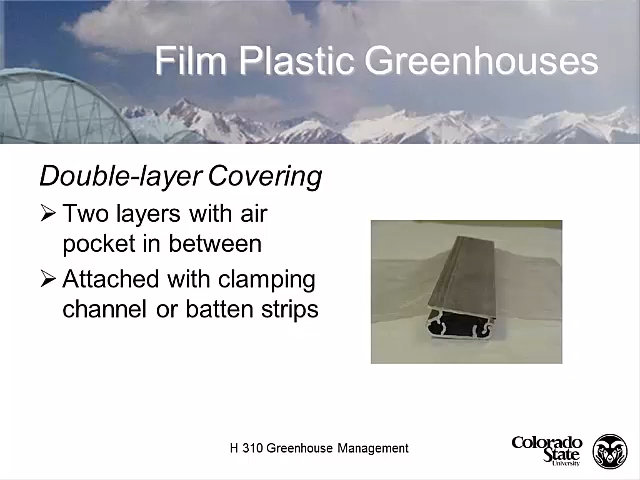 Film Plastic Greenhouses
Double-layer Covering
Two layers with air
pocket in between
Attached with clamping
channel or batten strips
H 310 Greenhouse Management
Colorado
State
University